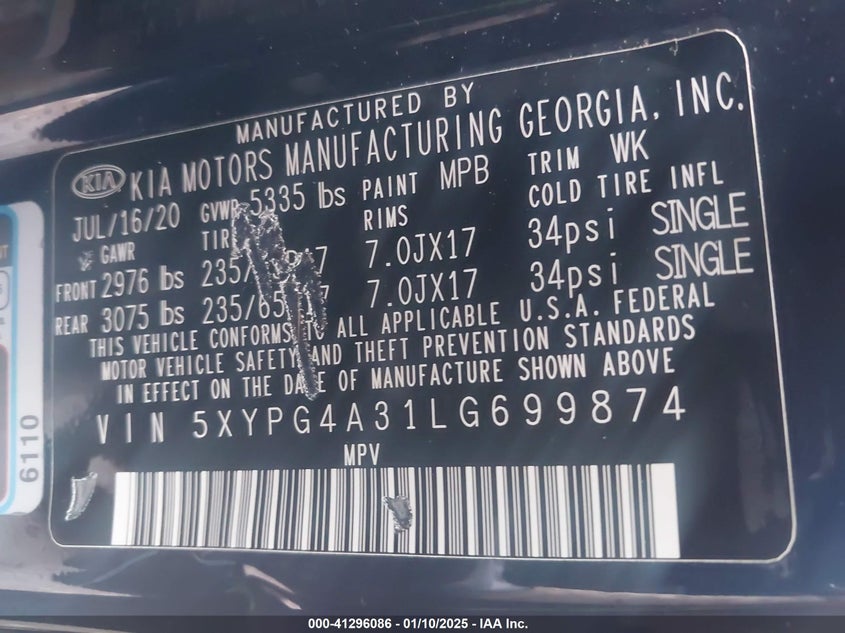 MANUFACTURED BY
KIA KIA MOTORS MANUFACTURING GEORGIA, INC.
JUL/16/20 GVWR 5335 lbs PAINT MPB TRIM WK
GAWR RIMS COLD TIRE INFL
FRONT 2976 lbs 7.0JX17 34psi SINGLE
REAR 3075 lbs 7.0JX17 34psi SINGLE
THIS VEHICLE CONFORMS TO ALL APPLICABLE U.S.A. FEDERAL
MOTOR VEHICLE SAFETY AND THEFT PREVENTION STANDARDS
IN EFFECT ON THE DATE OF MANUFACTURE SHOWN ABOVE
VIN 5XYPG4A31LG699874
MPV
6110
000-41296086 - 01/10/2025 - IAA Inc.